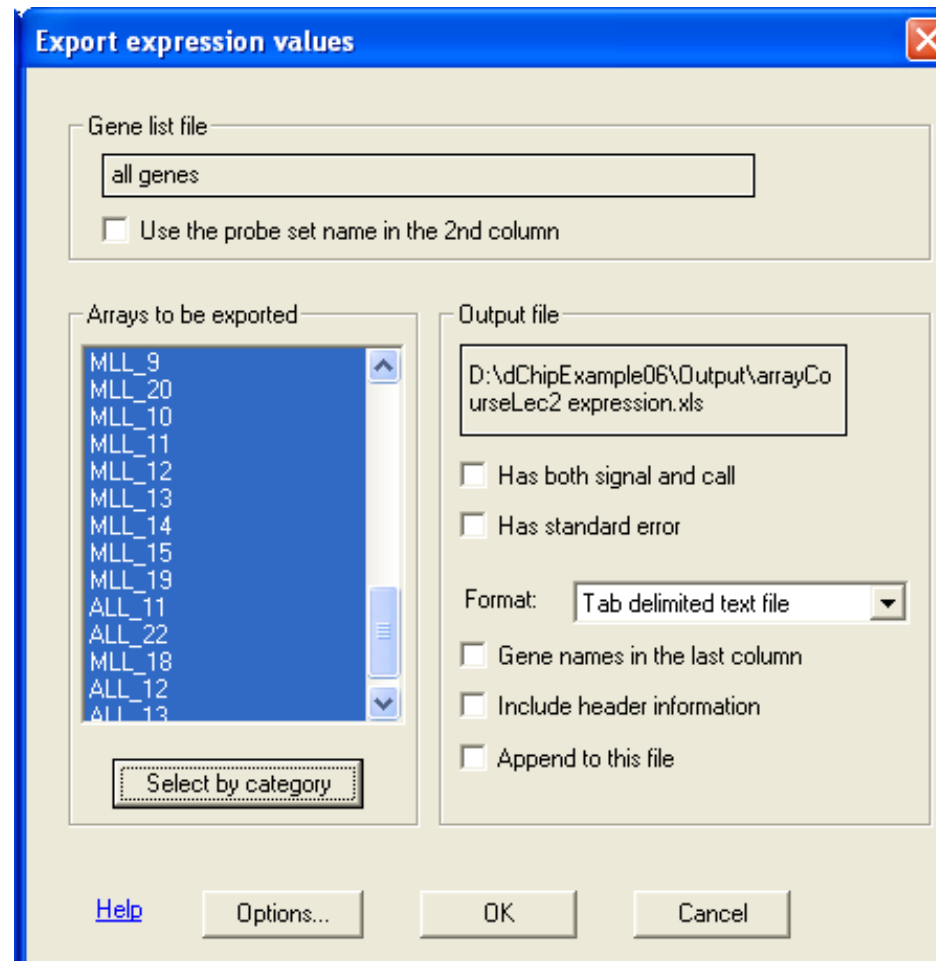 Export expression values
Gene list file
all genes
Use the probe set name in the 2nd column
Arrays to be exported
MLL_9
MLL_20
MLL_10
MLL_11
MLL_12
MLL_13
MLL_14
MLL_15
MLL_19
ALL_11
ALL_22
MLL_18
ALL_12
ALL_13
Select by category
Output file
D:\dChipExample06\Output\arrayCo
urseLec2 expression.xls
Has both signal and call
Has standard error
Format: Tab delimited text file
Gene names in the last column
Include header information
Append to this file
Help Options... OK Cancel